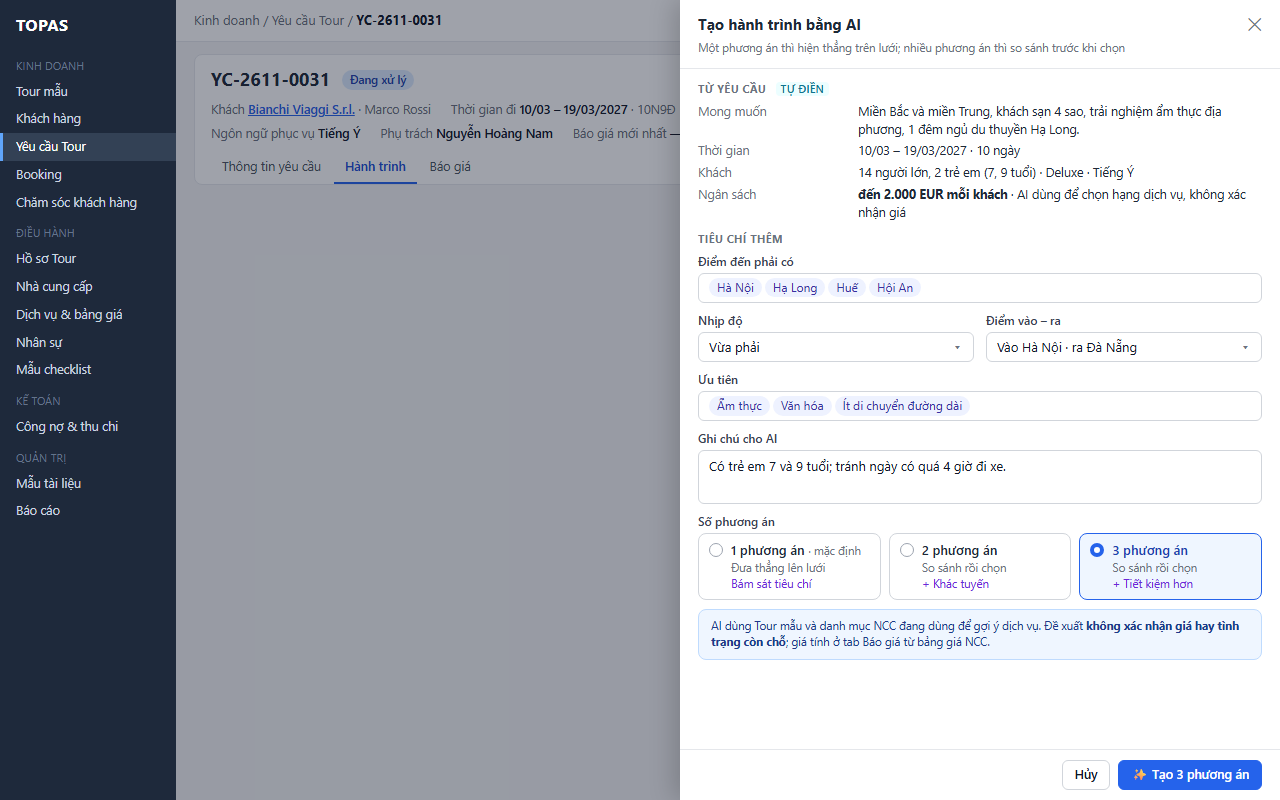 TOPAS
KINH DOANH
Tour mẫu
Khách hàng
Yêu cầu Tour
Booking
Chăm sóc khách hàng
ĐIỀU HÀNH
Hồ sơ Tour
Nhà cung cấp
Dịch vụ & bảng giá
Nhân sự
Mẫu checklist
KẾ TOÁN
Công nợ & thu chi
QUẢN TRỊ
Mẫu tài liệu
Báo cáo
Kinh doanh / Yêu cầu Tour / YC-2611-0031
YC-2611-0031 Đang xử lý
Khách Bianchi Viaggi S.r.l. · Marco Rossi Thời gian đi 10/03 – 19/03/2027 · 10N9Đ
Ngôn ngữ phục vụ Tiếng Ý Phụ trách Nguyễn Hoàng Nam Báo giá mới nhất —
Thông tin yêu cầu Hành trình Báo giá
Tạo hành trình bằng AI
Một phương án thì hiện thẳng trên lưới; nhiều phương án thì so sánh trước khi chọn
TỪ YÊU CẦU TỰ ĐIỀN
Mong muốn Miền Bắc và miền Trung, khách sạn 4 sao, trải nghiệm ẩm thực địa
phương, 1 đêm ngủ du thuyền Hạ Long.
Thời gian 10/03 – 19/03/2027 · 10 ngày
Khách 14 người lớn, 2 trẻ em (7, 9 tuổi) · Deluxe · Tiếng Ý
Ngân sách đến 2.000 EUR mỗi khách · AI dùng để chọn hạng dịch vụ, không xác
nhận giá
TIÊU CHÍ THÊM
Điểm đến phải có
Hà Nội Hạ Long Huế Hội An
Nhịp độ Điểm vào – ra
Vừa phải Vào Hà Nội · ra Đà Nẵng
Ưu tiên
Ẩm thực Văn hóa Ít di chuyển đường dài
Ghi chú cho AI
Có trẻ em 7 và 9 tuổi; tránh ngày có quá 4 giờ đi xe.
Số phương án
1 phương án · mặc định 2 phương án 3 phương án
Đưa thẳng lên lưới So sánh rồi chọn So sánh rồi chọn
Bám sát tiêu chí + Khác tuyến + Tiết kiệm hơn
AI dùng Tour mẫu và danh mục NCC đang dùng để gợi ý dịch vụ. Đề xuất không xác nhận giá hay tình
trạng còn chỗ; giá tính ở tab Báo giá từ bảng giá NCC.
Hủy ✨ Tạo 3 phương án